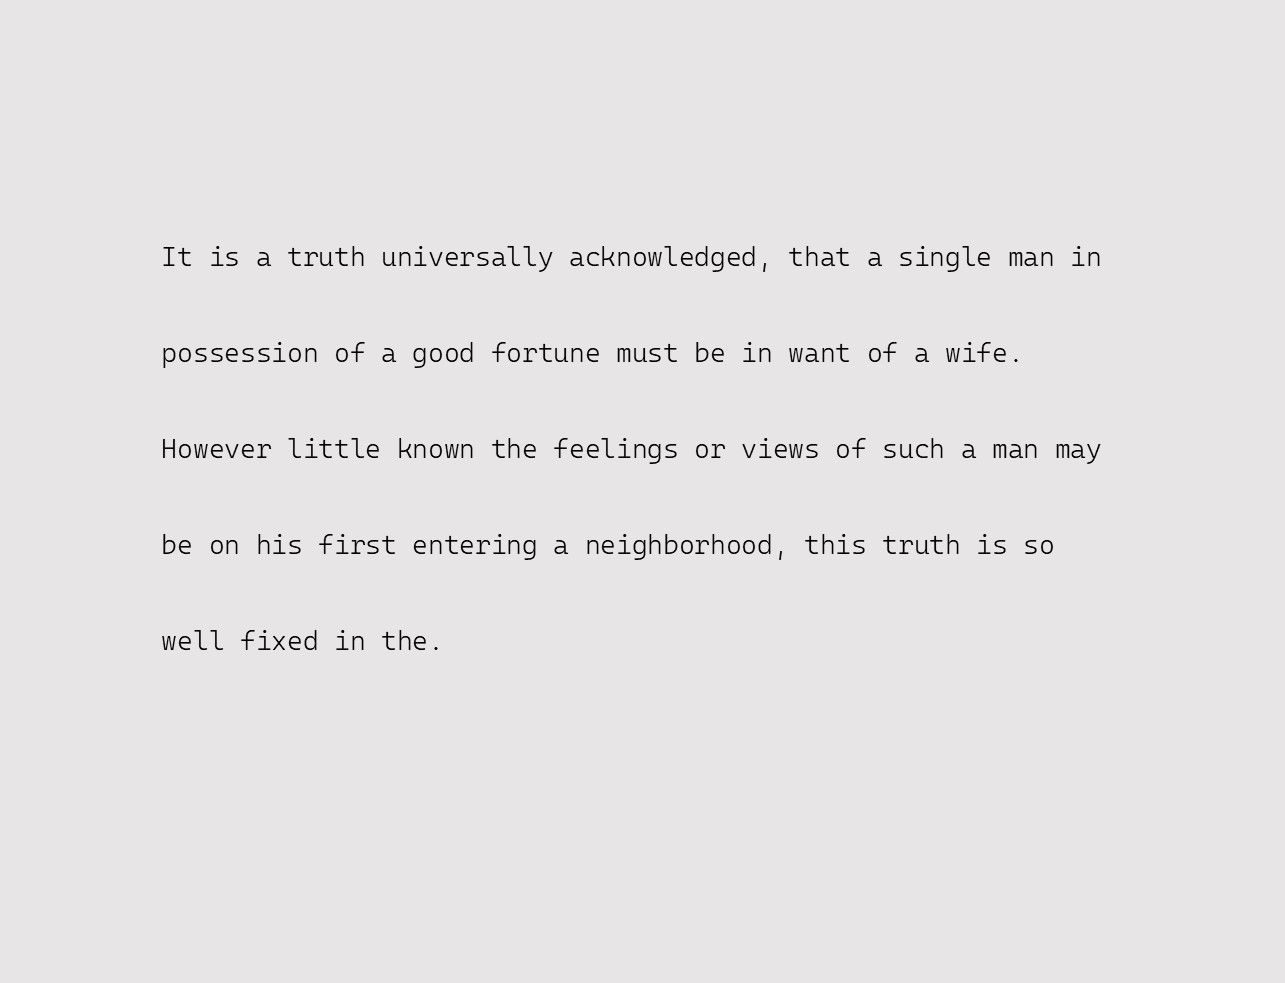 It is a truth universally acknowledged, that a single man in
possession of a good fortune must be in want of a wife.
However little known the feelings or views of such a man may
be on his first entering a neighborhood, this truth is so
well fixed in the.